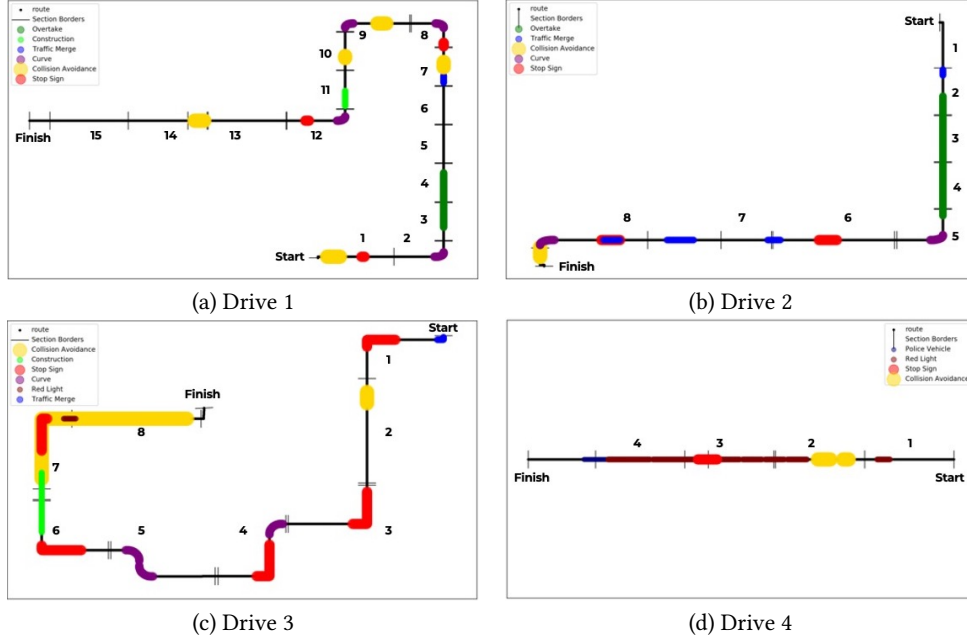 route
Section Borders
Overtake
Construction
Traffic Merge
Curve
Collision Avoidance
Stop Sign
9
8
10
7
11
6
Finish
15
14
13
12
5
4
3
Start
1
2
(a) Drive 1
route
Section Borders
Overtake
Traffic Merge
Collision Avoidance
Curve
Stop Sign
Start
1
2
3
4
8
7
6
5
Finish
(b) Drive 2
route
Section Borders
Collision Avoidance
Construction
Stop Sign
Curve
Red Light
Traffic Merge
Start
1
Finish
8
2
7
6
5
4
3
(c) Drive 3
route
Section Borders
Police Vehicle
Red Light
Stop Sign
Collision Avoidance
4
3
2
1
Finish
Start
(d) Drive 4